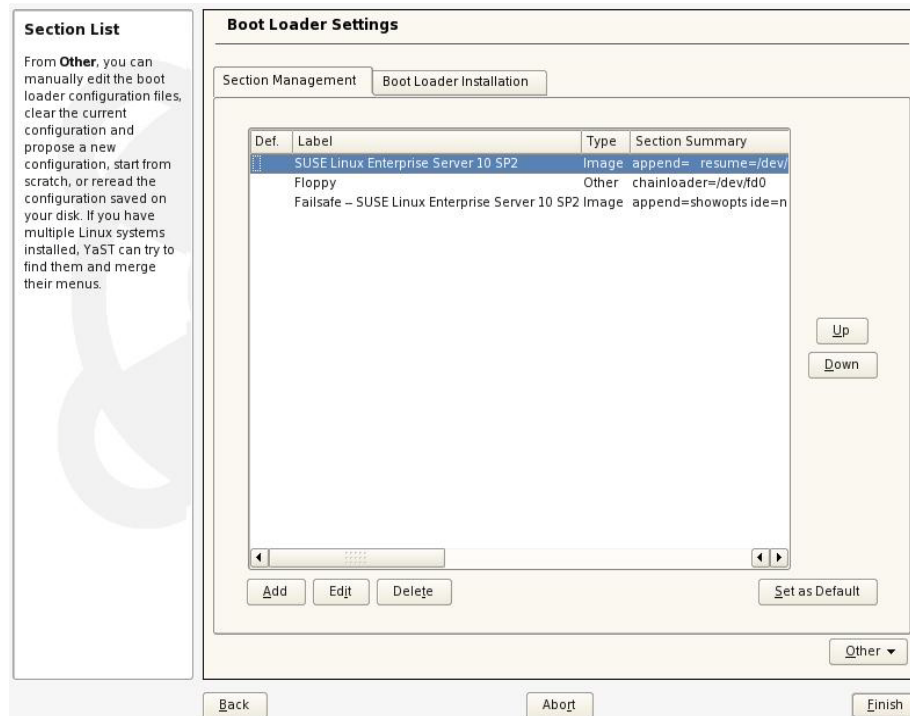 Section List
From Other, you can
manually edit the boot
loader configuration files,
clear the current
configuration and
propose a new
configuration, start from
scratch, or reread the
configuration saved on
your disk. If you have
multiple Linux systems
installed, YaST can try to
find them and merge
their menus.
Boot Loader Settings
Section Management Boot Loader Installation
Def. Label Type Section Summary
SUSE Linux Enterprise Server 10 SP2 Image append= resume=/dev/
Floppy Other chainloader=/dev/fd0
Failsafe – SUSE Linux Enterprise Server 10 SP2 Image append=showopts ide=n
Up
Down
Add Edit Delete Set as Default
Other
Back Abort Finish